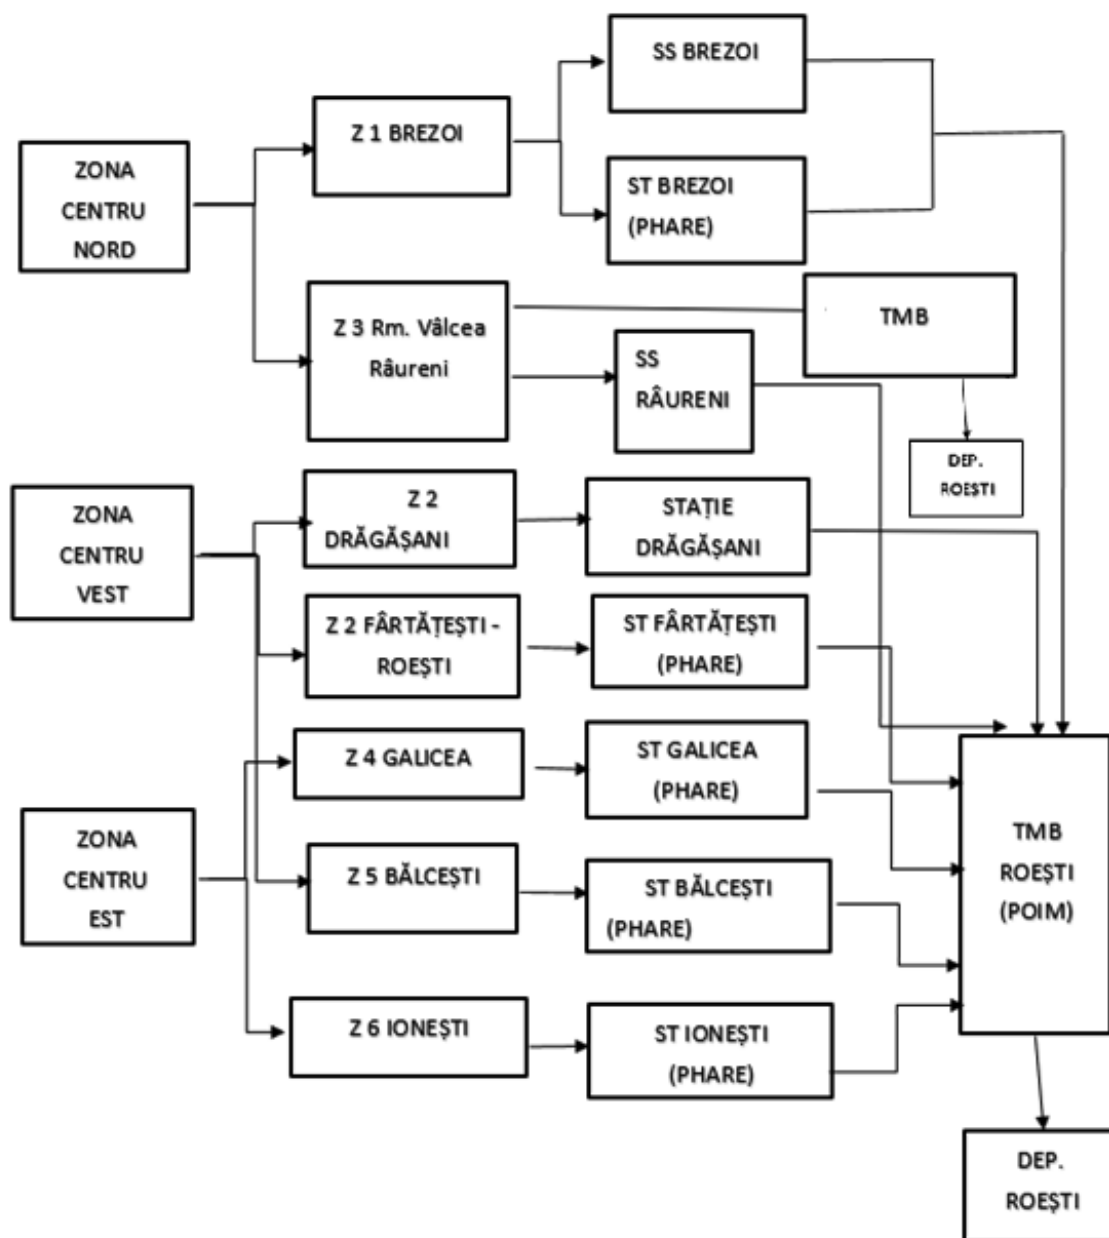 ZONA
CENTRU
NORD
Z 1 BREZOI
SS BREZOI
ST BREZOI
(PHARE)
Z 3 Rm. Vâlcea
Râureni
TMB
SS
RÂURENI
DEP.
ROESTI
ZONA
CENTRU
VEST
Z 2
DRĂGĂȘANI
STAȚIE
DRĂGĂȘANI
Z 2 FÂRTĂȚEȘTI -
ROEȘTI
ST FÂRTĂȚEȘTI
(PHARE)
Z 4 GALICEA
ST GALICEA
(PHARE)
ZONA
CENTRU
EST
Z 5 BĂLCEȘTI
ST BĂLCEȘTI
(PHARE)
Z 6 IONEȘTI
ST IONEȘTI
(PHARE)
TMB
ROEȘTI
(POIM)
DEP.
ROEȘTI